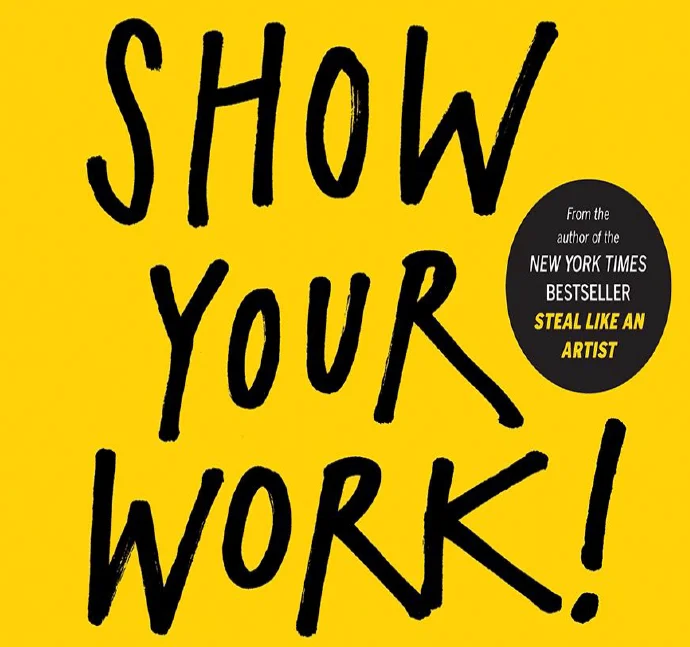 SHOW
YOUR
WORK!
From the
author of the
NEW YORK TIMES
BESTSELLER
STEAL LIKE AN
ARTIST